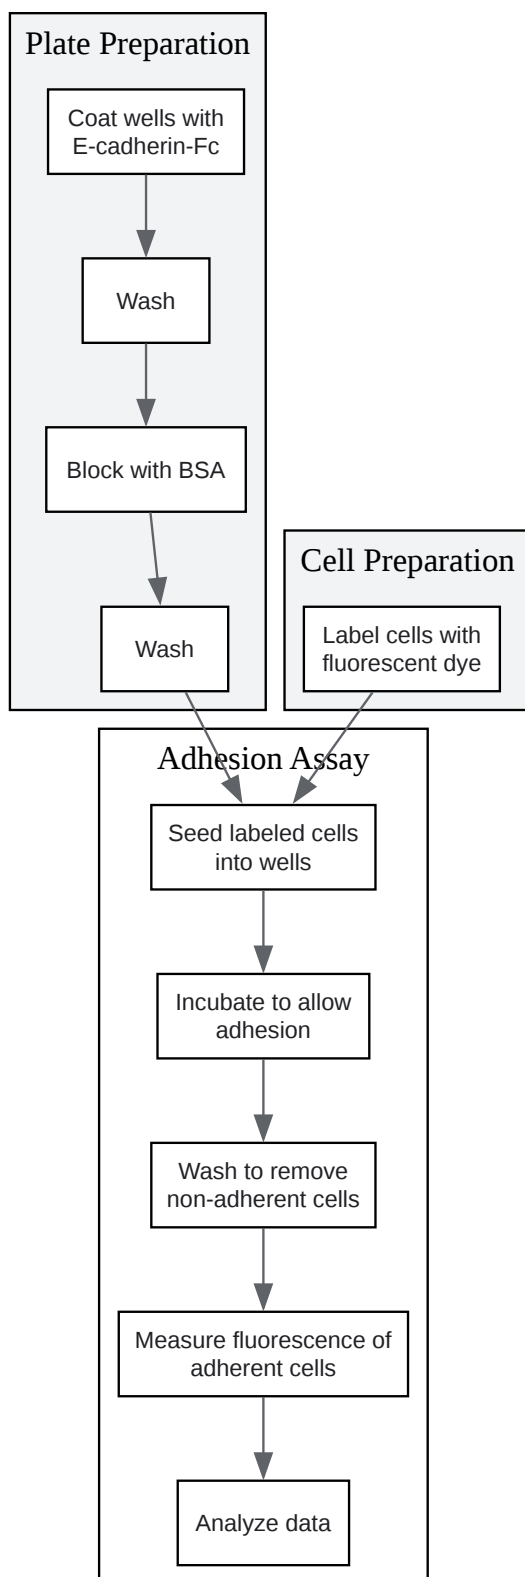 Plate Preparation
Coat wells with
E-cadherin-Fc
Wash
Block with BSA
Wash
Cell Preparation
Label cells with
fluorescent dye
Adhesion Assay
Seed labeled cells
into wells
Incubate to allow
adhesion
Wash to remove
non-adherent cells
Measure fluorescence of
adherent cells
Analyze data